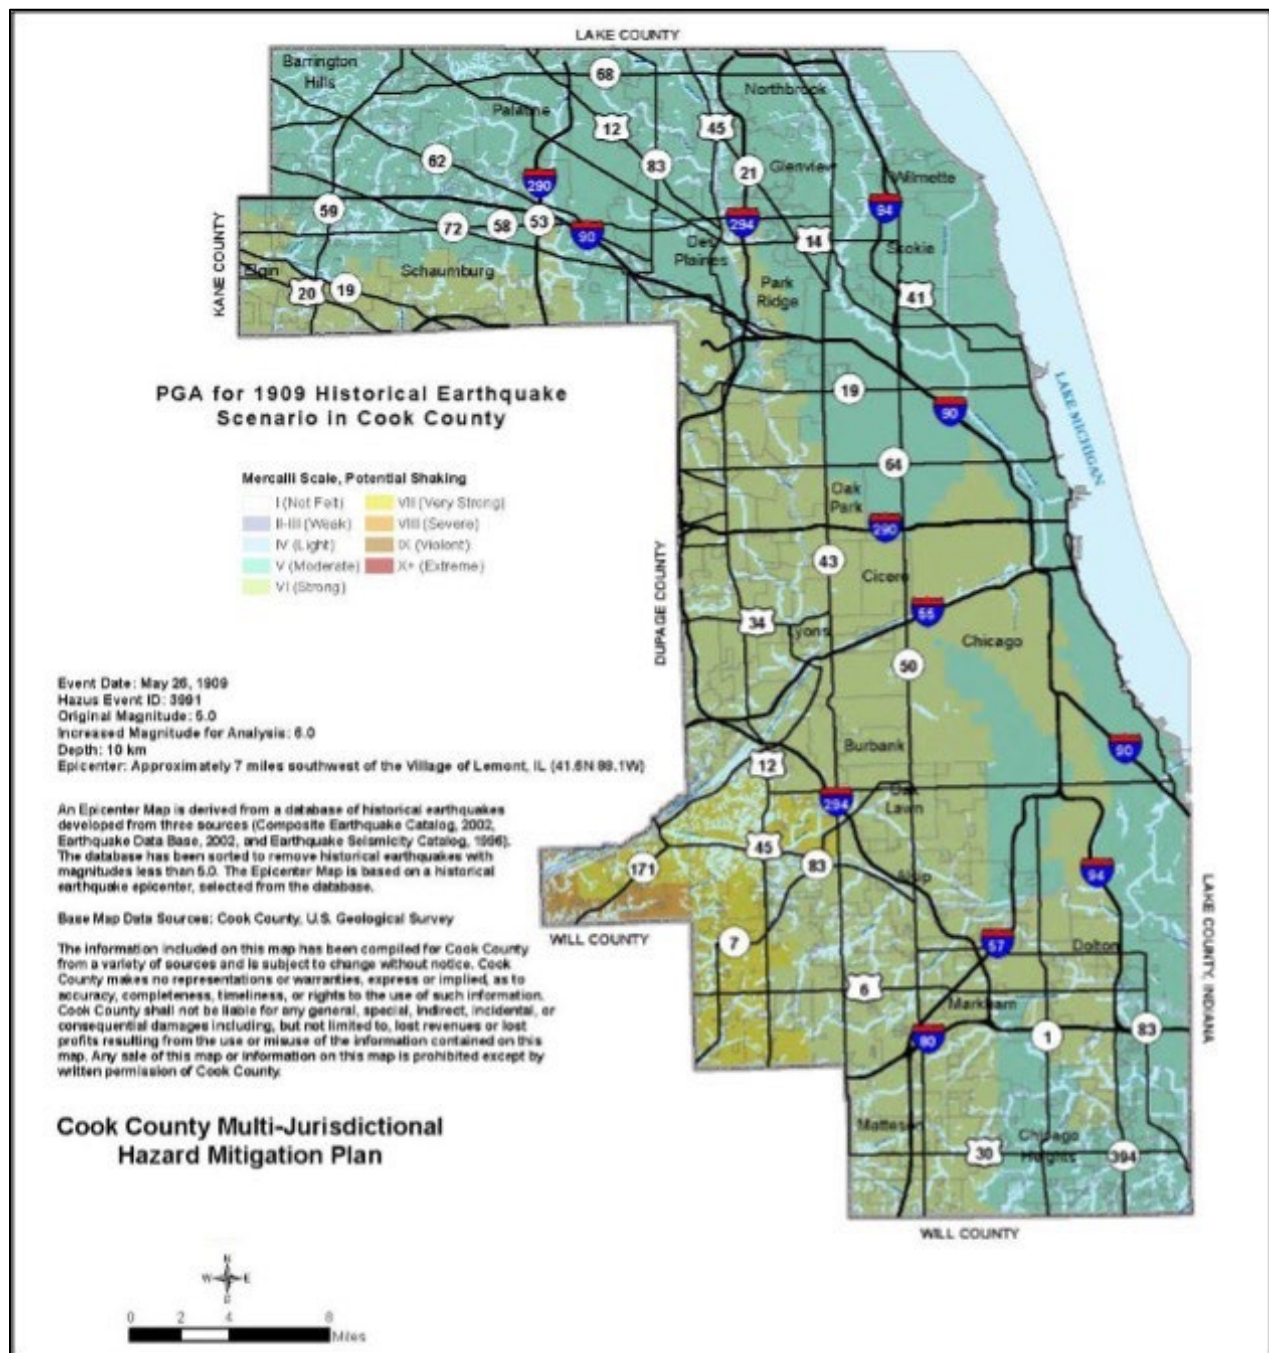 LAKE COUNTY
Barrington
Hills
68
Northbrook
Palatine
12
45
62
83
21
Glenview
290
Wilmette
59
94
72
58
53
90
294
14
Des
Plaines
Scokie
KANE COUNTY
Elgin
Schaumburg
20
19
Park
Ridge
41
PGA for 1909 Historical Earthquake
Scenario in Cook County
19
90
LAKE MICHIGAN
64
Mercalli Scale, Potential Shaking
I (Not Felt)
II-III (Weak)
IV (Light)
V (Moderate)
VI (Strong)
VII (Very Strong)
VIII (Severe)
IX (Violent)
X+ (Extreme)
Oak
Park
290
43
Cicero
DUPAGE COUNTY
55
34
Lyons
Chicago
50
Event Date: May 26, 1909
Hazus Event ID: 3991
Original Magnitude: 5.0
Increased Magnitude for Analysis: 6.0
Depth: 10 km
Epicenter: Approximately 7 miles southwest of the Village of Lemont, IL (41.6N 88.1W)
Burbank
90
12
294
Oak
Lawn
An Epicenter Map is derived from a database of historical earthquakes
developed from three sources (Composite Earthquake Catalog, 2002,
Earthquake Data Base, 2002, and Earthquake Seismicity Catalog, 1996).
The database has been sorted to remove historical earthquakes with
magnitudes less than 5.0. The Epicenter Map is based on a historical
earthquake epicenter, selected from the database.
45
171
83
Alsip
94
LAKE COUNTY, INDIANA
Base Map Data Sources: Cook County, U.S. Geological Survey
WILL COUNTY
7
57
Dolton
The information included on this map has been compiled for Cook County
from a variety of sources and is subject to change without notice. Cook
County makes no representations or warranties, express or implied, as to
accuracy, completeness, timeliness, or rights to the use of such information.
Cook County shall not be liable for any general, special, indirect, incidental, or
consequential damages including, but not limited to, lost revenues or lost
profits resulting from the use or misuse of the information contained on this
map. Any sale of this map or information on this map is prohibited except by
written permission of Cook County.
6
Markham
80
1
83
Cook County Multi-Jurisdictional
Hazard Mitigation Plan
Matteson
30
Chicago
Heights
394
WILL COUNTY
N
W
E
S
0 2 4 8
Miles